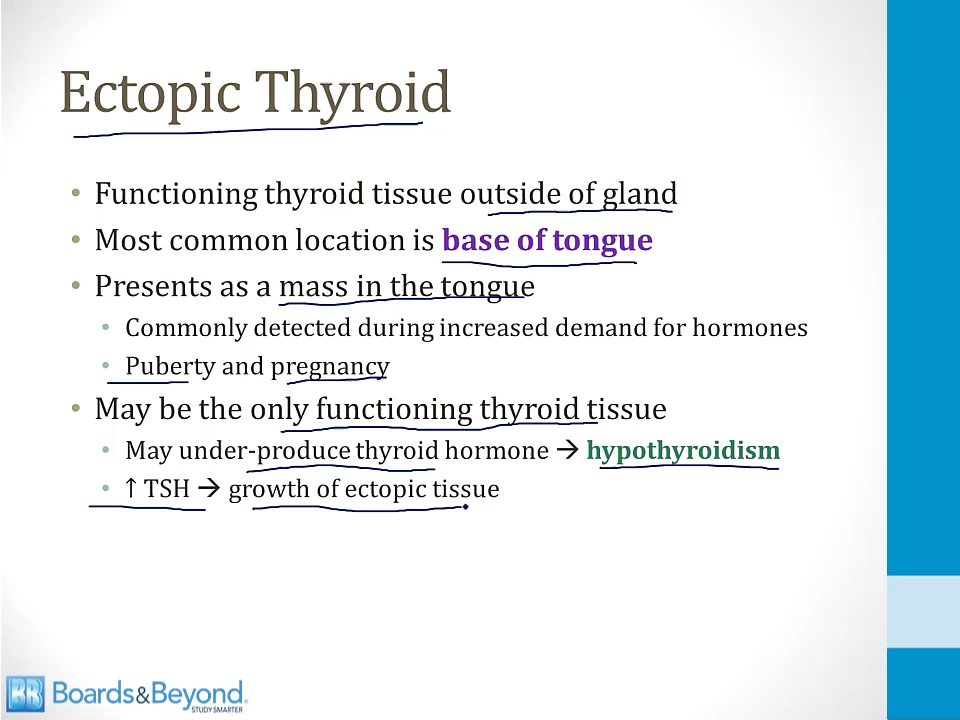 Ectopic Thyroid
• Functioning thyroid tissue outside of gland
• Most common location is base of tongue
• Presents as a mass in the tongue
• Commonly detected during increased demand for hormones
• Puberty and pregnancy
• May be the only functioning thyroid tissue
• May under-produce thyroid hormone → hypothyroidism
• ↑ TSH → growth of ectopic tissue
BB Boards&Beyond.
STUDY SMARTER